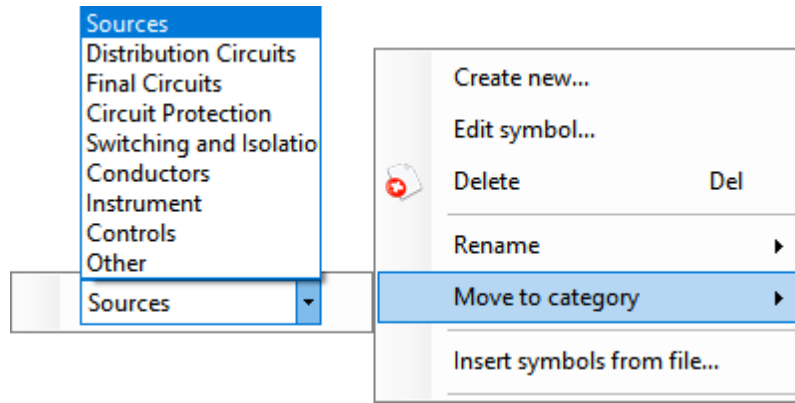 Sources
Distribution Circuits
Final Circuits
Circuit Protection
Switching and Isolatio
Conductors
Instrument
Controls
Other
Sources
Create new...
Edit symbol...
Delete Del
Rename
Move to category
Insert symbols from file...